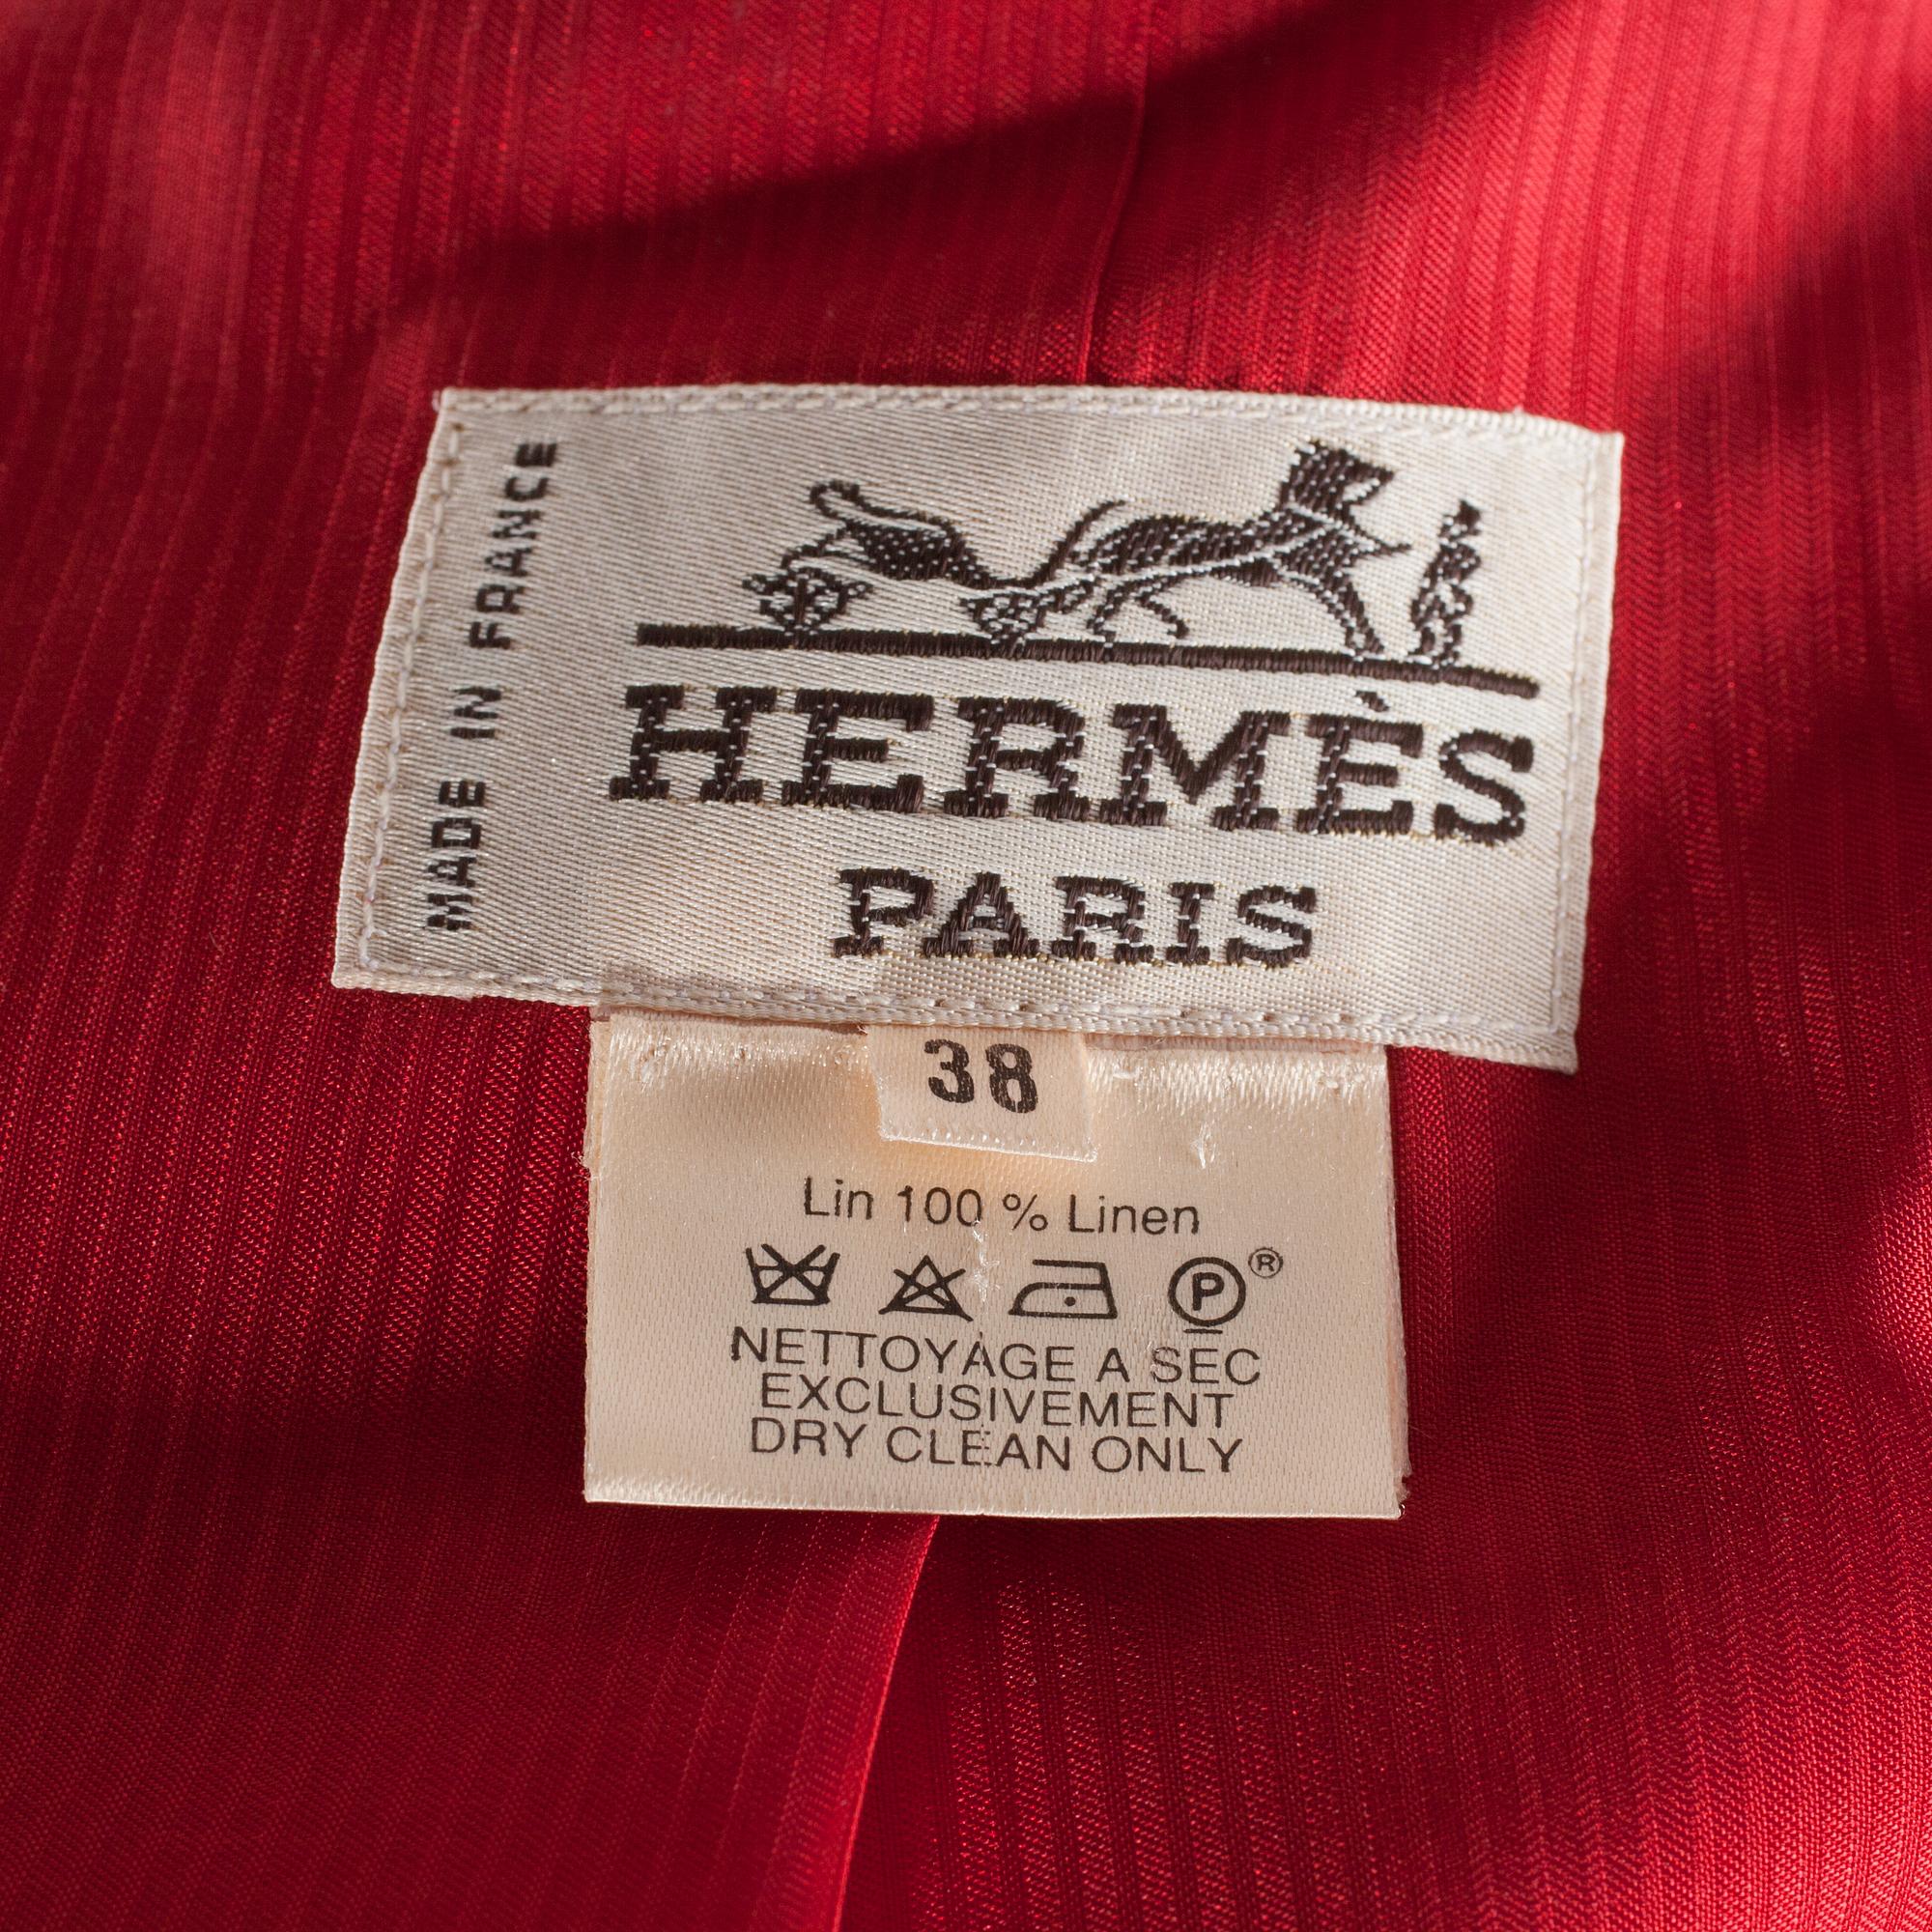 MADE IN FRANCE
HERMÈS
PARIS
38
Lin 100 % Linen
P ®
NETTOYAGE A SEC
EXCLUSIVEMENT
DRY CLEAN ONLY